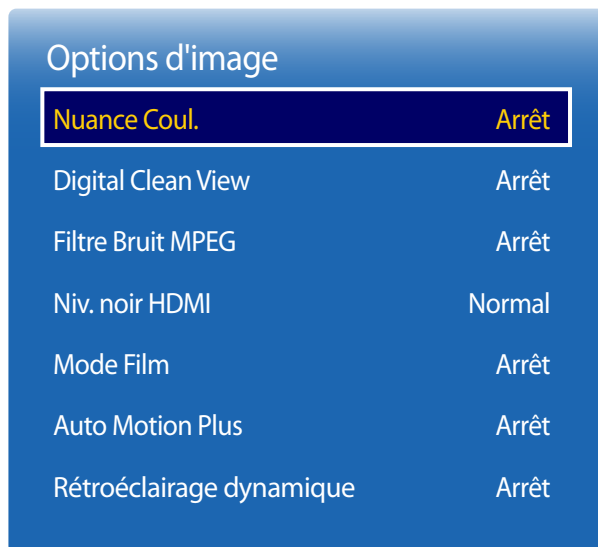 Options d'image
Nuance Coul. Arrêt
Digital Clean View Arrêt
Filtre Bruit MPEG Arrêt
Niv. noir HDMI Normal
Mode Film Arrêt
Auto Motion Plus Arrêt
Rétroéclairage dynamique Arrêt